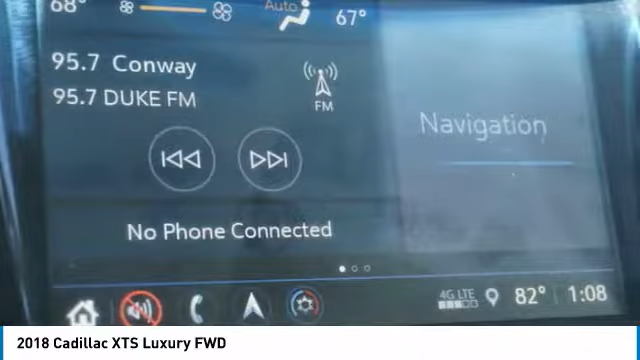 68° Auto 67°
95.7 Conway
95.7 DUKE FM
FM
Navigation
No Phone Connected
4G LTE 82° 1:08
2018 Cadillac XTS Luxury FWD